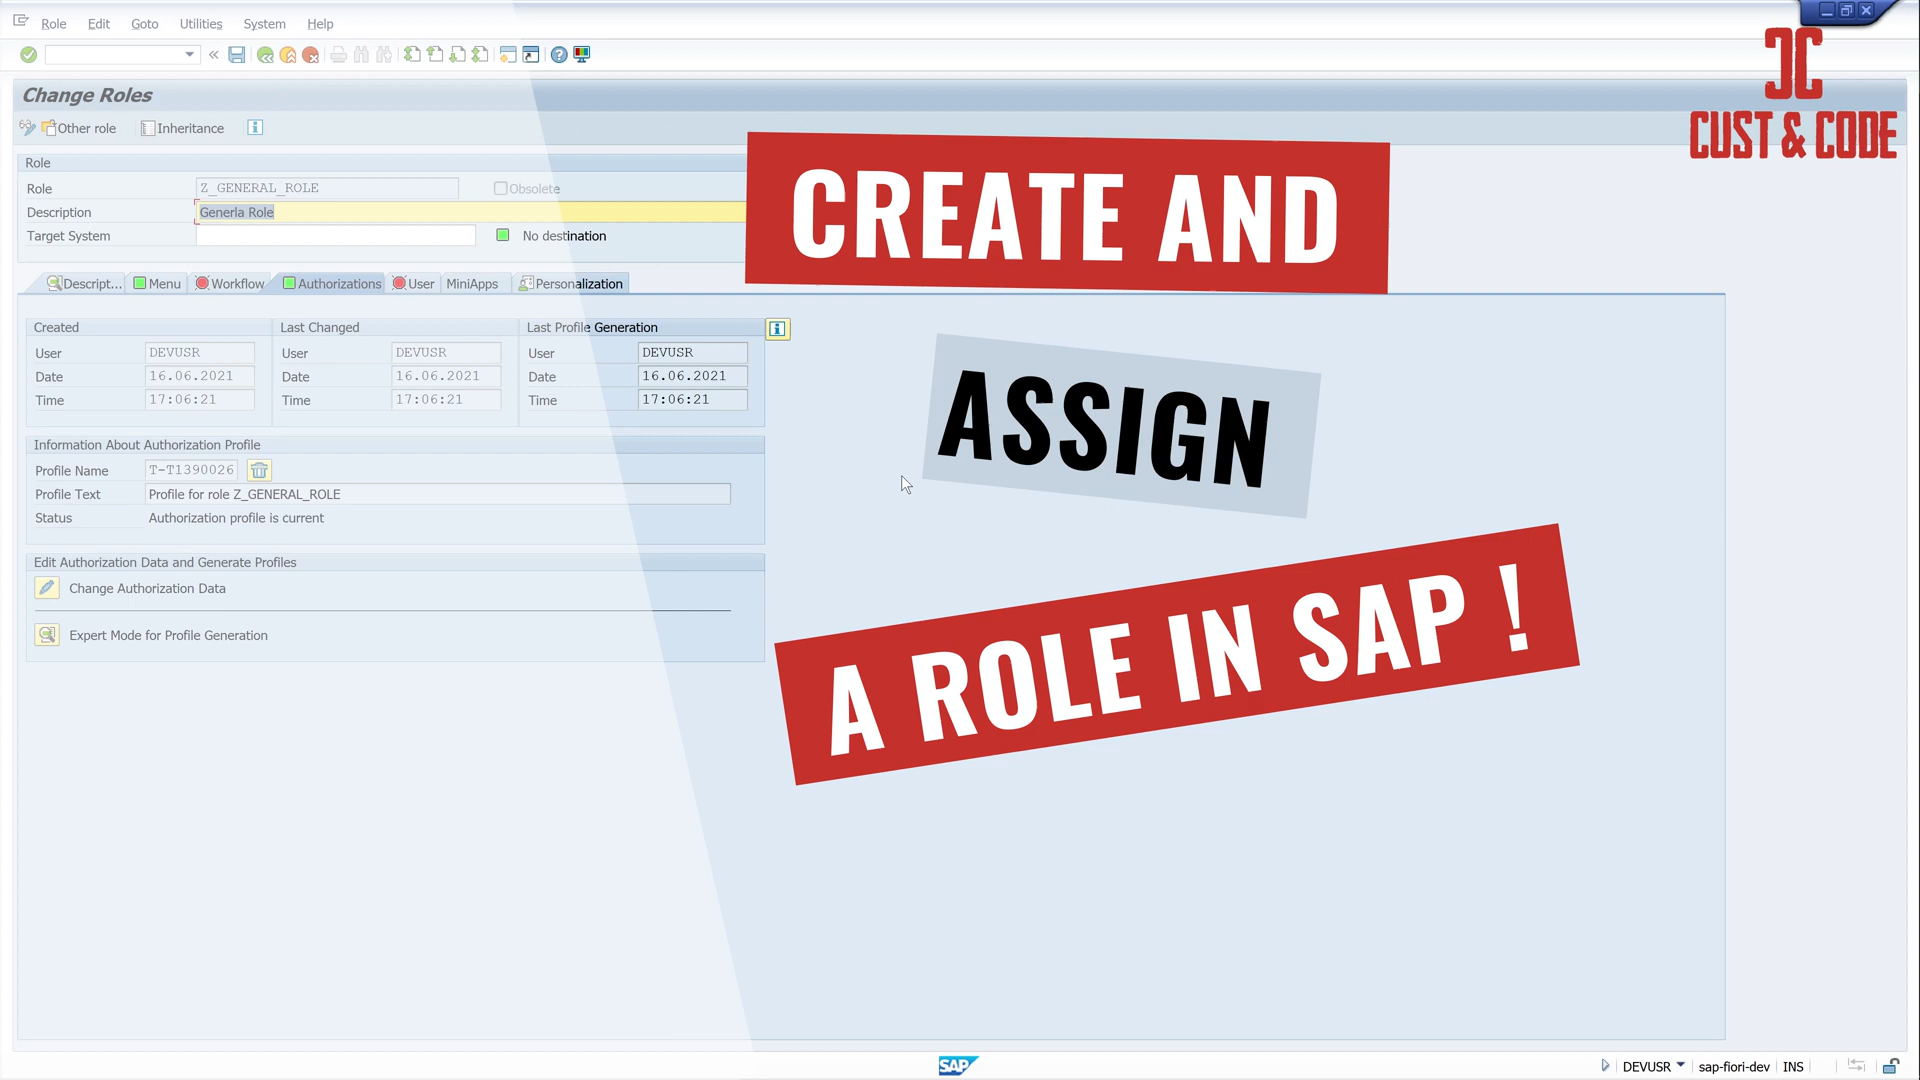 Role Edit Goto Utilities System Help
Change Roles
Other role Inheritance
CUST & CODE
Role
Role Z_GENERAL_ROLE Obsolete
Description Generla Role
Target System No destination
Descript... Menu Workflow Authorizations User MiniApps Personalization
Created Last Changed Last Profile Generation
User DEVUSR User DEVUSR User DEVUSR
Date 16.06.2021 Date 16.06.2021 Date 16.06.2021
Time 17:06:21 Time 17:06:21 Time 17:06:21
Information About Authorization Profile
Profile Name T-T1390026
Profile Text Profile for role Z_GENERAL_ROLE
Status Authorization profile is current
Edit Authorization Data and Generate Profiles
Change Authorization Data
Expert Mode for Profile Generation
CREATE AND
ASSIGN
A ROLE IN SAP !
SAP DEVUSR sap-fiori-dev INS